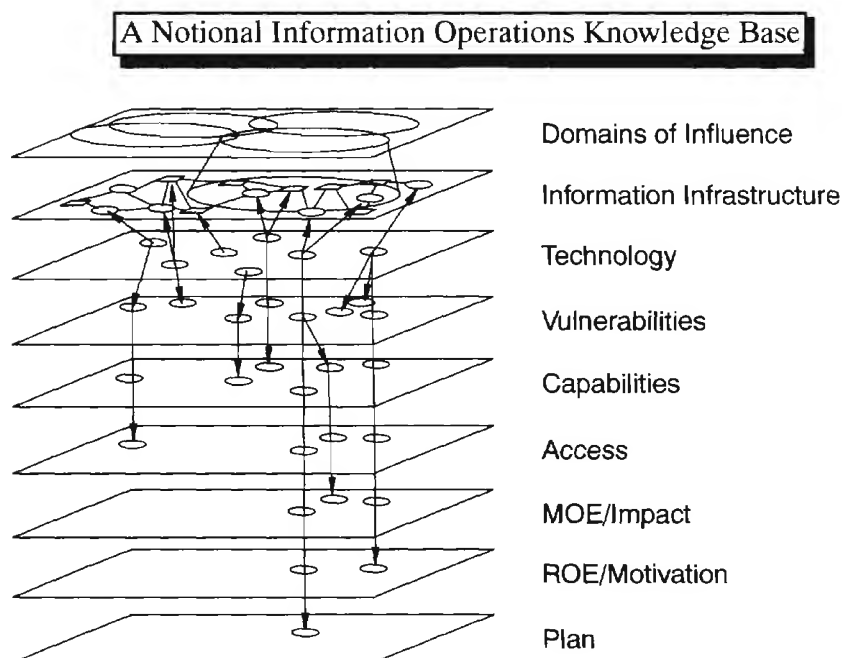 A Notional Information Operations Knowledge Base
Domains of Influence
Information Infrastructure
Technology
Vulnerabilities
Capabilities
Access
MOE/Impact
ROE/Motivation
Plan